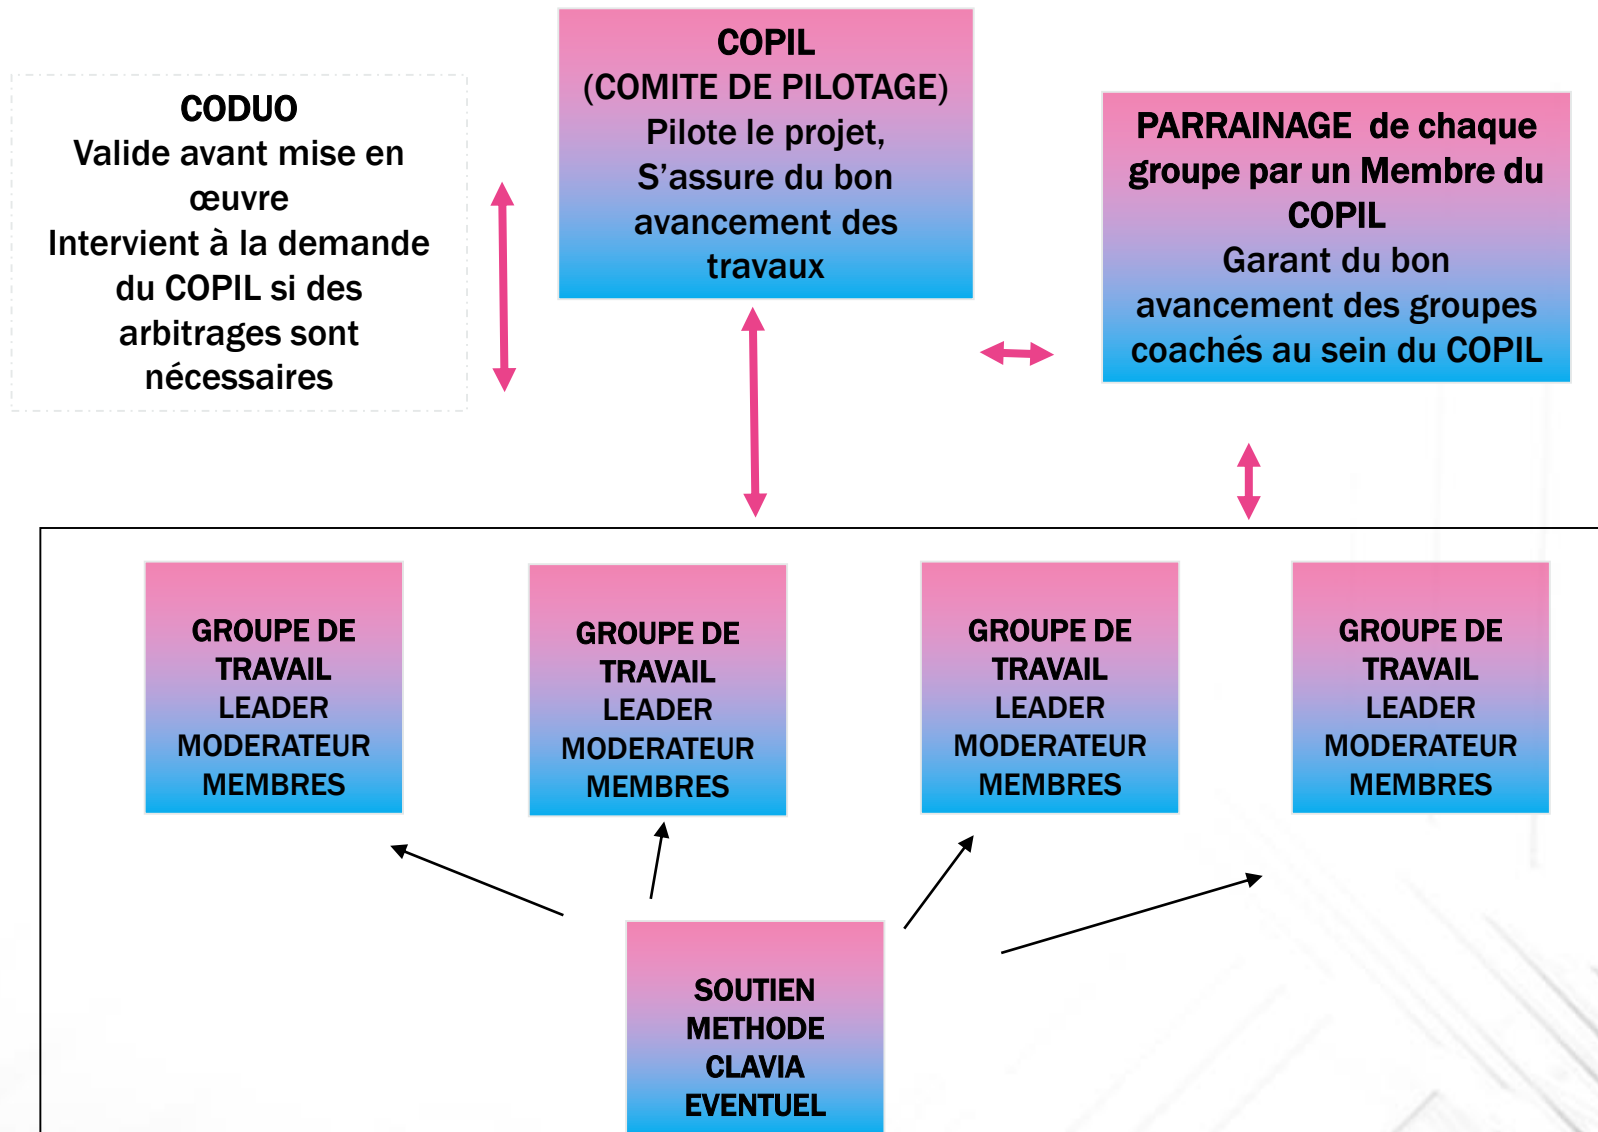 CODUO
Valide avant mise en
œuvre
Intervient à la demande
du COPIL si des
arbitrages sont
nécessaires
COPIL
(COMITE DE PILOTAGE)
Pilote le projet,
S’assure du bon
avancement des
travaux
PARRAINAGE  de chaque
groupe par un Membre du
COPIL
Garant du bon
avancement des groupes
coachés au sein du COPIL
GROUPE DE
TRAVAIL
LEADER
MODERATEUR
MEMBRES
GROUPE DE
TRAVAIL
LEADER
MODERATEUR
MEMBRES
GROUPE DE
TRAVAIL
LEADER
MODERATEUR
MEMBRES
GROUPE DE
TRAVAIL
LEADER
MODERATEUR
MEMBRES
SOUTIEN
METHODE
CLAVIA
EVENTUEL